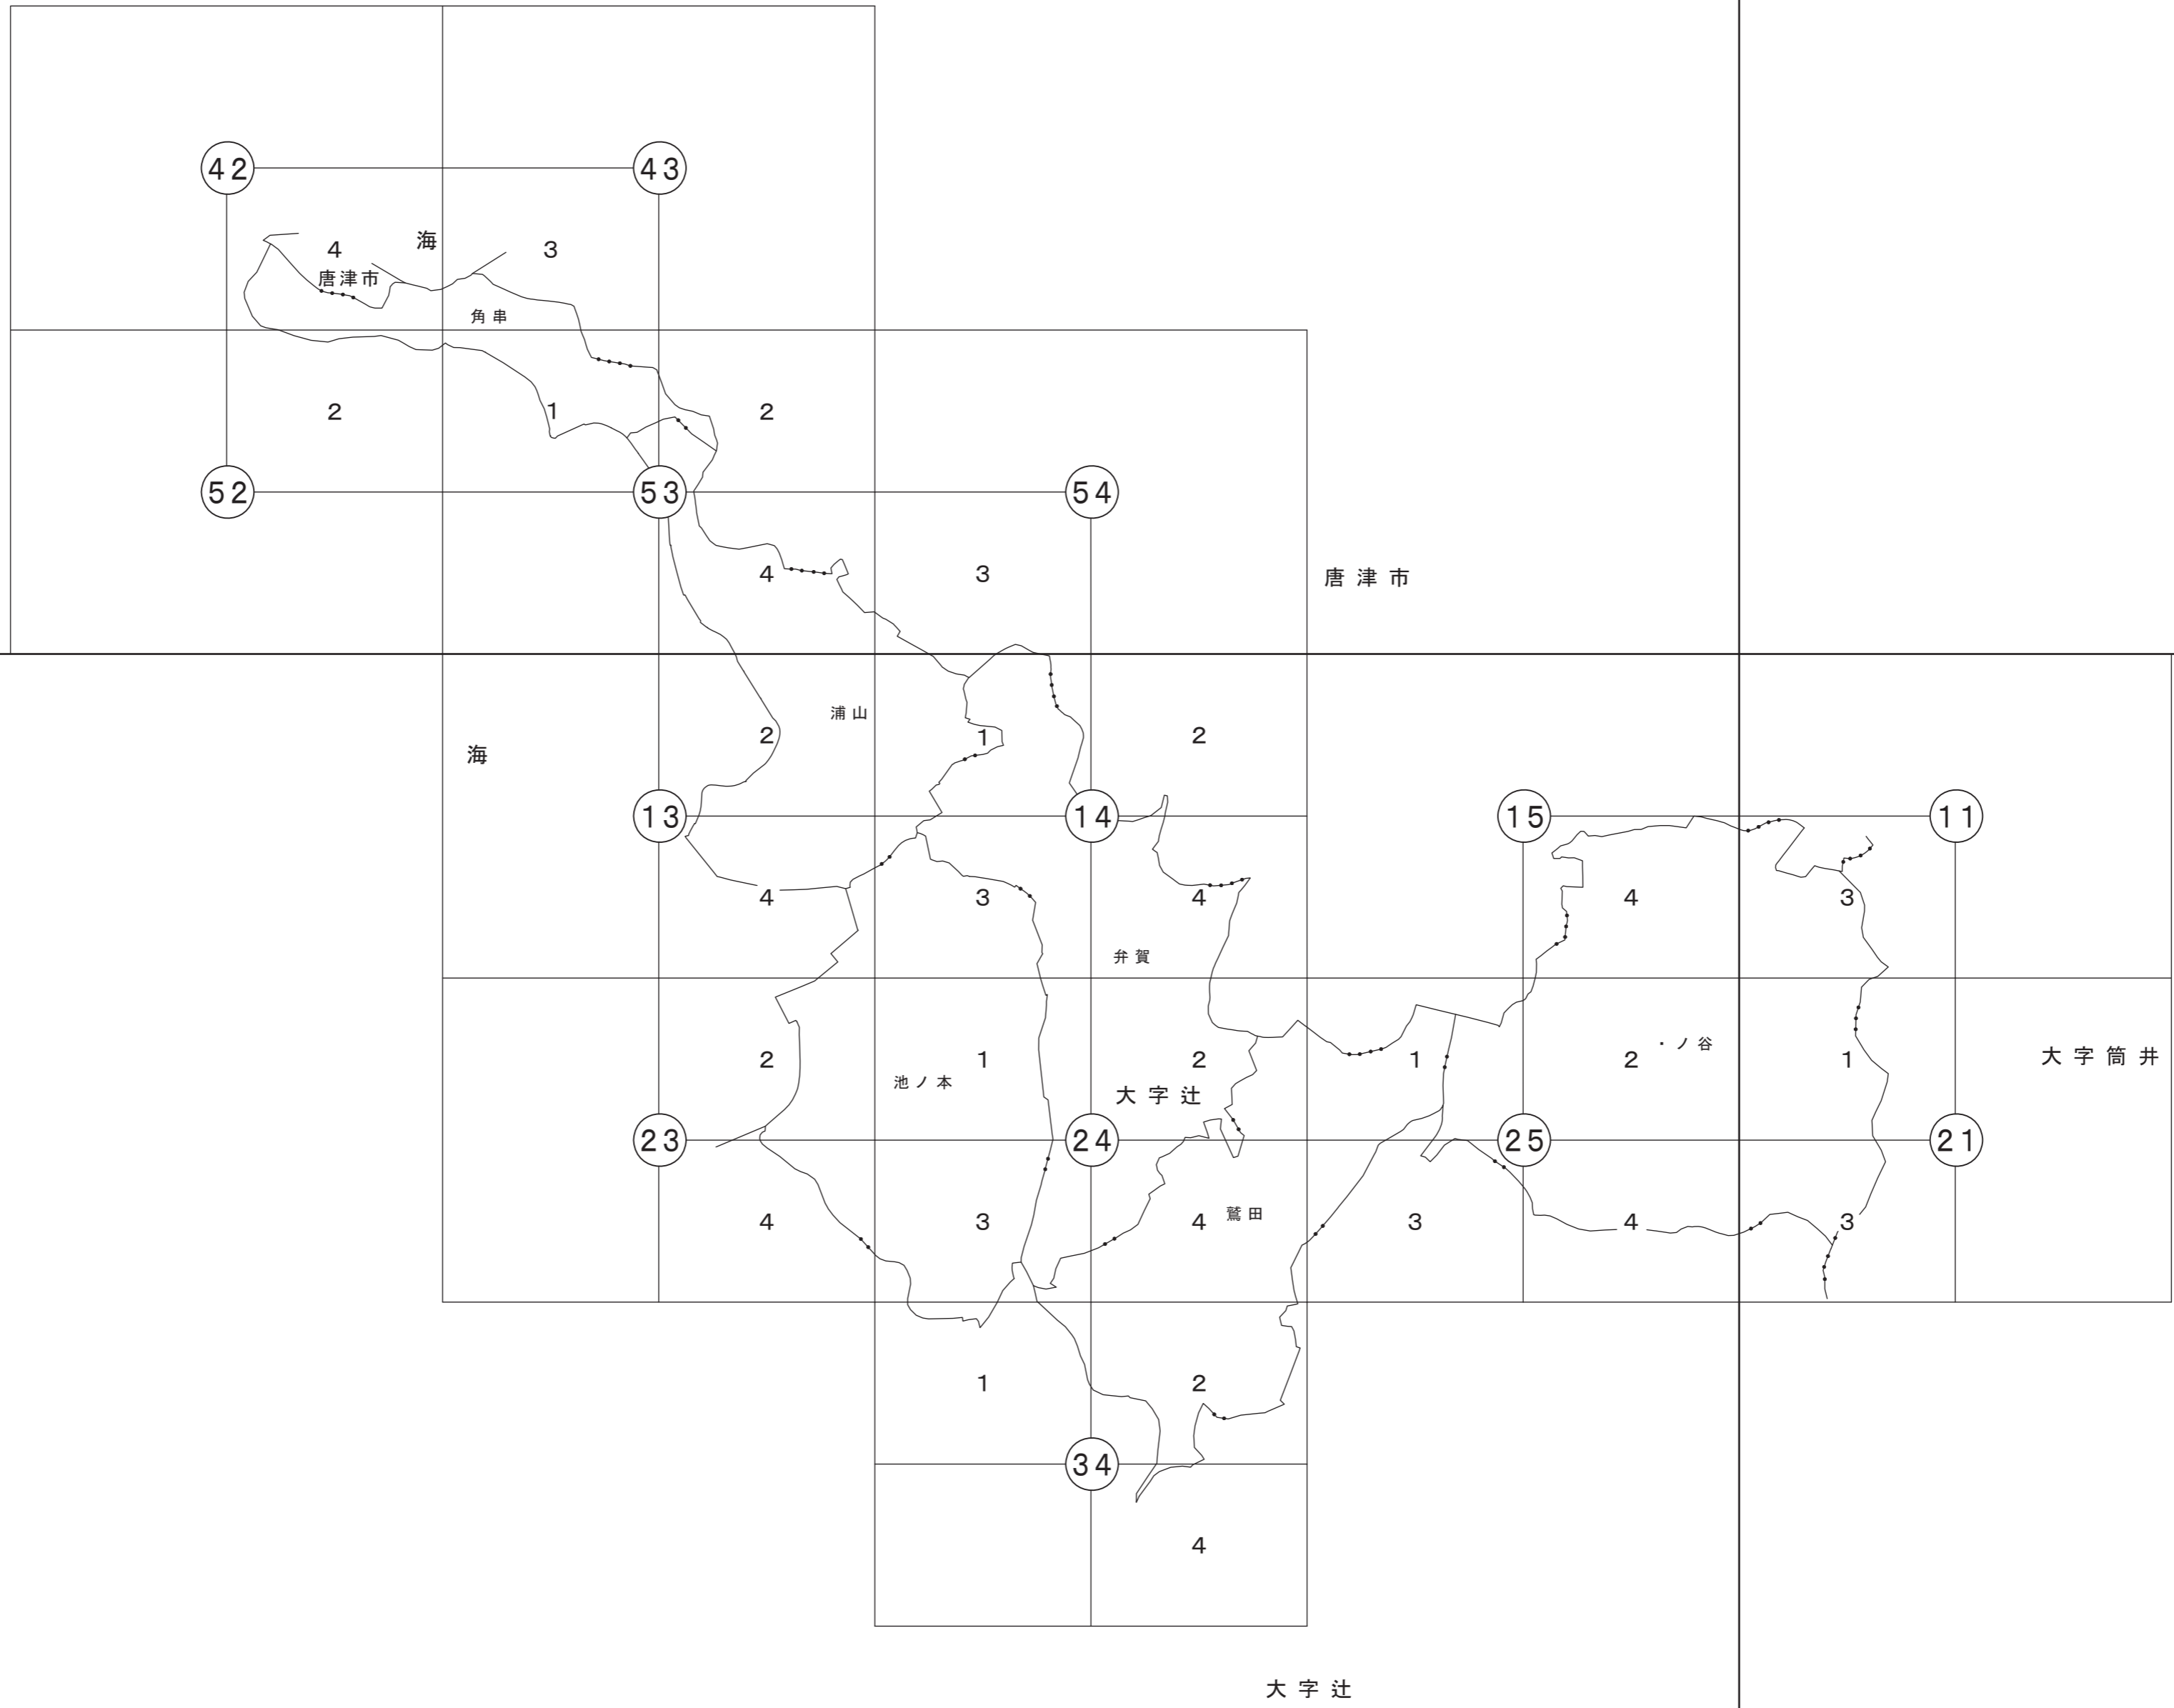 42 43
4 海 3
唐津市
角串
2 1 2
52 53 54
4 3 唐津市
浦山
海 2 1 2
13 14 15 11
4 3 4 4 3
弁賀
・ノ谷
2 1 2 1 2 1 大字筒井
池ノ本
大字辻
23 24 25 21
鷲田
4 3 4 3 4 3
1 2
34
4
大字辻